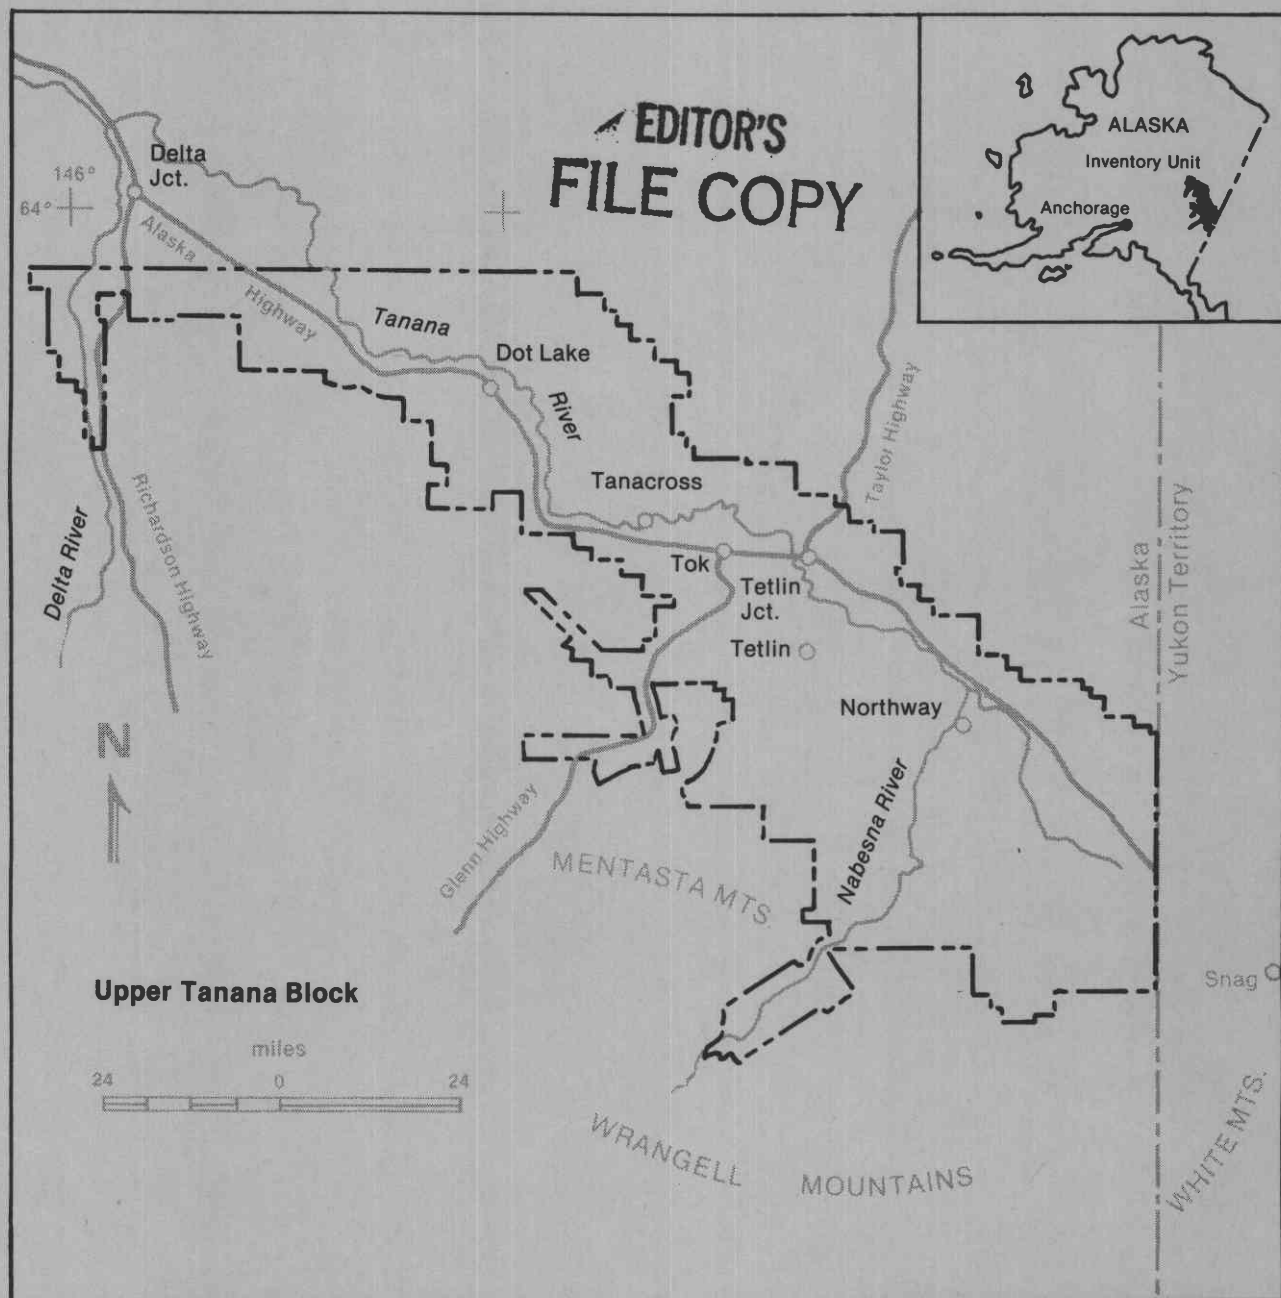 EDITOR'S
FILE COPY
ALASKA
Inventory Unit
Anchorage
Delta
Jct.
146°
64°
Alaska
Highway
Tanana
Dot Lake
River
Taylor Highway
Tanacross
Richardson Highway
Delta River
Tok
Tetlin
Jct.
Tetlin
Alaska
Yukon Territory
Northway
N
Nabesna River
Glenn Highway
MENTASTA MTS
Snag
Upper Tanana Block
miles
24 0 24
WRANGELL MOUNTAINS
WHITE MTS.